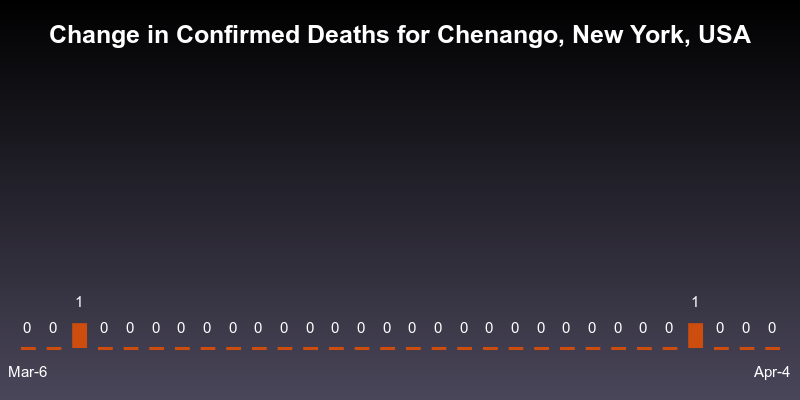 Change in Confirmed Deaths for Chenango, New York, USA
1 1
0 0 0 0 0 0 0 0 0 0 0 0 0 0 0 0 0 0 0 0 0 0 0 0 0 0 0 0
Mar-6 Apr-4